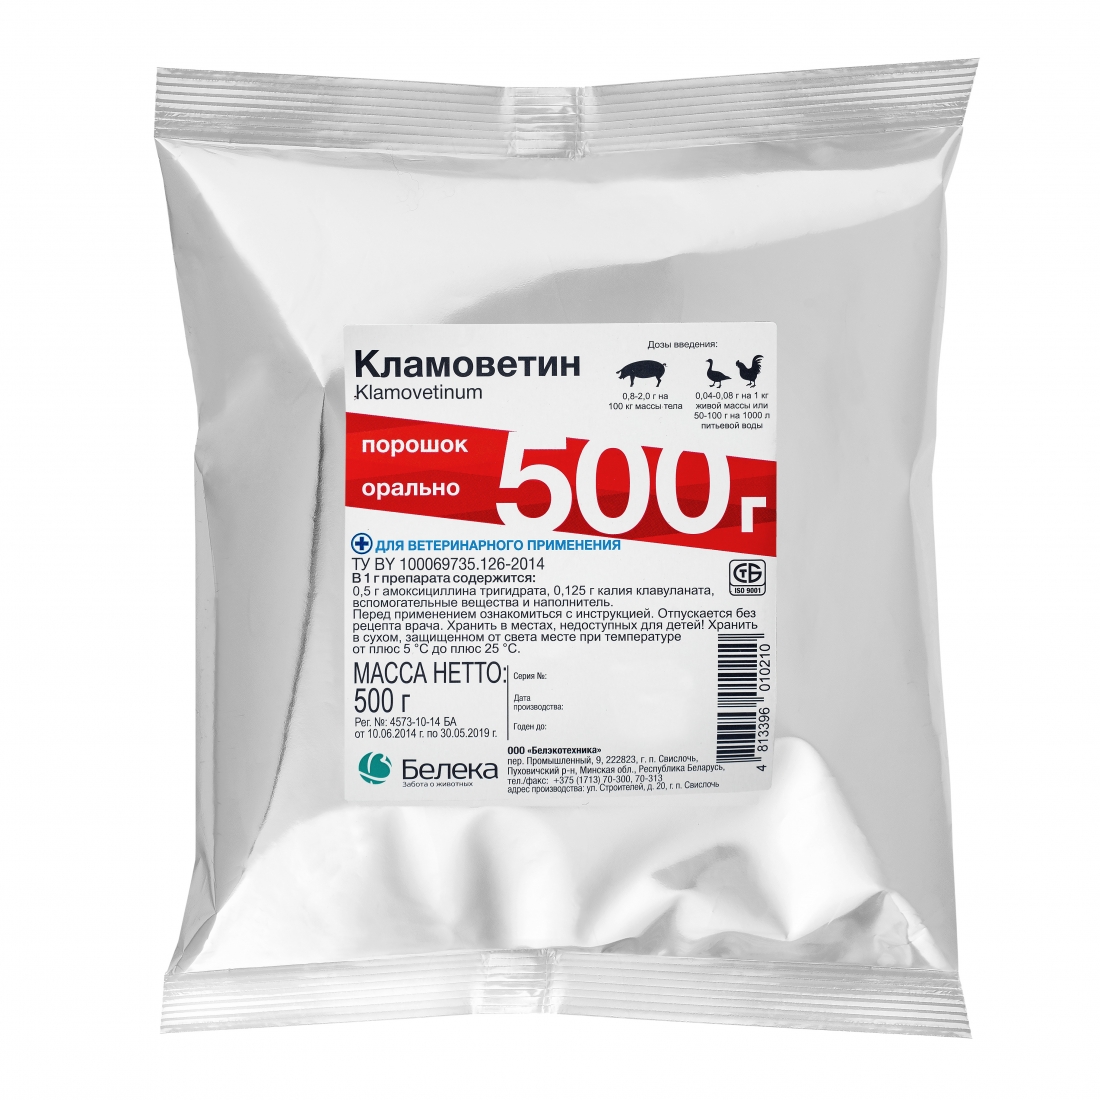 Кламоветин
Klamovetinum
Дозы введения:
0,8-2,0 г на
100 кг массы тела
0,04-0,08 г на 1 кг
живой массы или
50-100 г на 1000 л
питьевой воды
порошок
орально
500 г
ДЛЯ ВЕТЕРИНАРНОГО ПРИМЕНЕНИЯ
ТУ BY 100069735.126-2014
В 1 г препарата содержится:
0,5 г амоксициллина тригидрата, 0,125 г калия клавуланата,
вспомогательные вещества и наполнитель.
Перед применением ознакомиться с инструкцией. Отпускается без
рецепта врача. Хранить в местах, недоступных для детей! Хранить
в сухом, защищенном от света месте при температуре
от плюс 5 °С до плюс 25 °С.
СТБ
ISO 9001
МАССА НЕТТО:
500 г
Рег. №: 4573-10-14 БА
от 10.06.2014 г. по 30.05.2019 г.
Серия №:
Дата
производства:
Годен до:
4 813396 010210
Белека
Забота о животных
ООО «Белэкотехника»
пер. Промышленный, 9, 222823, г. п. Свислочь,
Пуховичский р-н, Минская обл., Республика Беларусь,
тел./факс: +375 (1713) 70-300, 70-313
адрес производства: ул. Строителей, д. 20, г. п. Свислочь